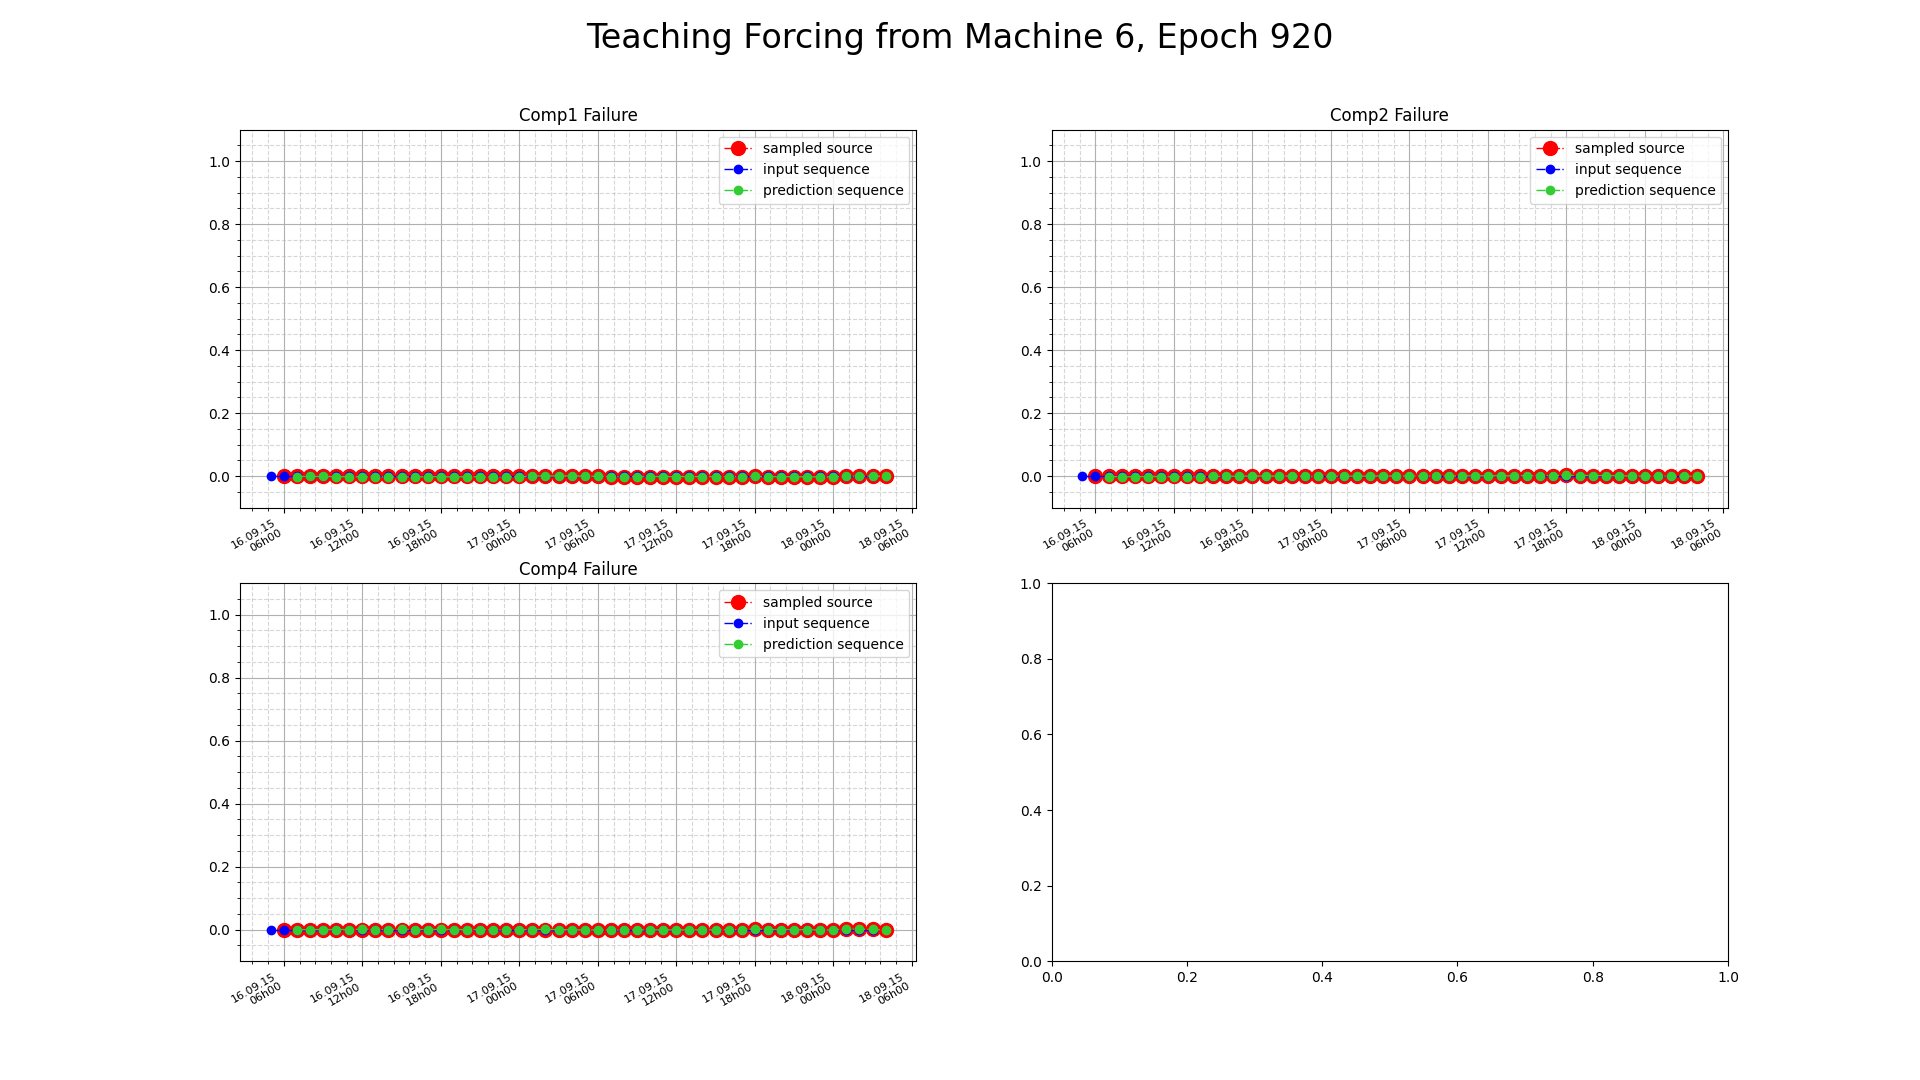 Teaching Forcing from Machine 6, Epoch 920
Comp1 Failure
sampled source
input sequence
prediction sequence
1.0
0.8
0.6
0.4
0.2
0.0
16.09.15
06h00
16.09.15
12h00
16.09.15
18h00
17.09.15
00h00
17.09.15
06h00
17.09.15
12h00
17.09.15
18h00
18.09.15
00h00
18.09.15
06h00
Comp2 Failure
sampled source
input sequence
prediction sequence
1.0
0.8
0.6
0.4
0.2
0.0
16.09.15
06h00
16.09.15
12h00
16.09.15
18h00
17.09.15
00h00
17.09.15
06h00
17.09.15
12h00
17.09.15
18h00
18.09.15
00h00
18.09.15
06h00
Comp4 Failure
sampled source
input sequence
prediction sequence
1.0
0.8
0.6
0.4
0.2
0.0
16.09.15
06h00
16.09.15
12h00
16.09.15
18h00
17.09.15
00h00
17.09.15
06h00
17.09.15
12h00
17.09.15
18h00
18.09.15
00h00
18.09.15
06h00
1.0
0.8
0.6
0.4
0.2
0.0
0.0 0.2 0.4 0.6 0.8 1.0